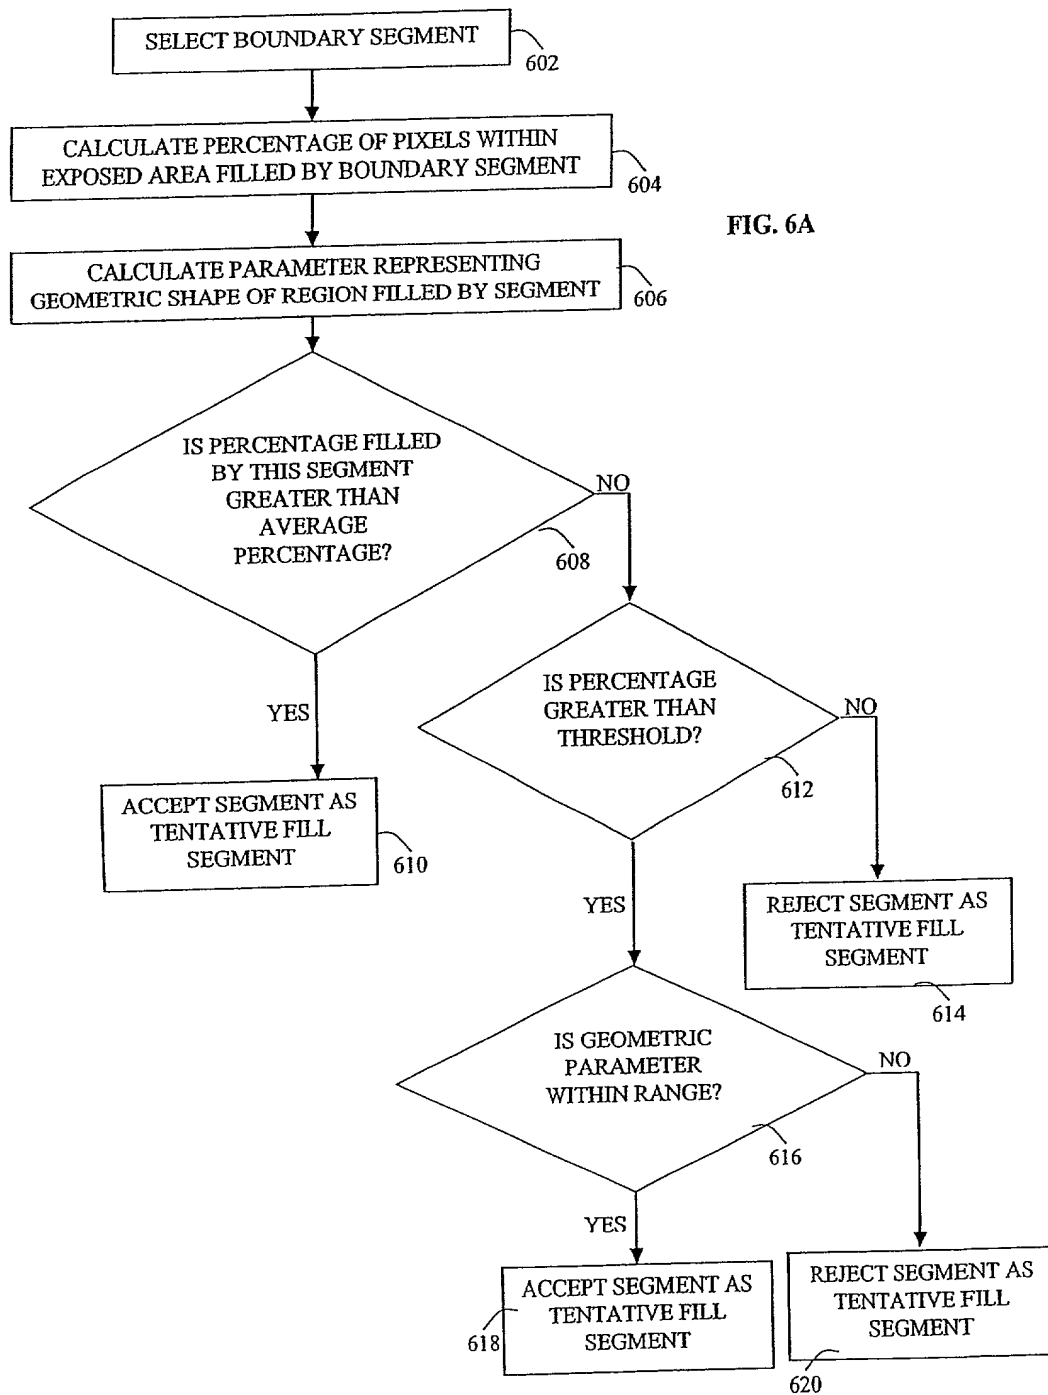 SELECT BOUNDARY SEGMENT
602
CALCULATE PERCENTAGE OF PIXELS WITHIN
EXPOSED AREA FILLED BY BOUNDARY SEGMENT
604
FIG. 6A
CALCULATE PARAMETER REPRESENTING
GEOMETRIC SHAPE OF REGION FILLED BY SEGMENT
606
IS PERCENTAGE FILLED
BY THIS SEGMENT
GREATER THAN
AVERAGE
PERCENTAGE?
NO
608
YES
IS PERCENTAGE
GREATER THAN
THRESHOLD?
NO
612
ACCEPT SEGMENT AS
TENTATIVE FILL
SEGMENT
610
YES
REJECT SEGMENT AS
TENTATIVE FILL
SEGMENT
614
IS GEOMETRIC
PARAMETER
WITHIN RANGE?
NO
616
YES
ACCEPT SEGMENT AS
TENTATIVE FILL
SEGMENT
618
REJECT SEGMENT AS
TENTATIVE FILL
SEGMENT
620